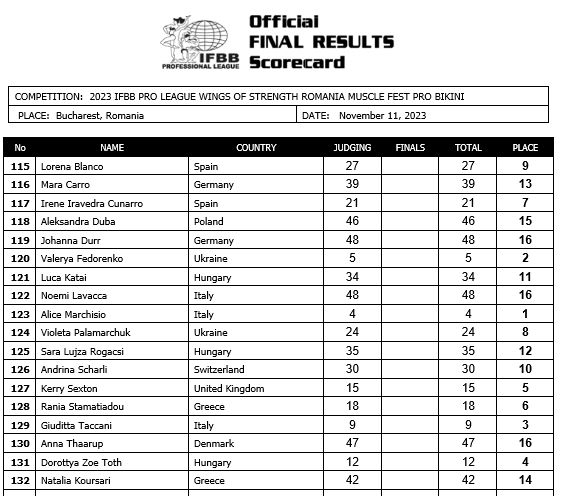 IFBB
PROFESSIONAL LEAGUE
Official
FINAL RESULTS
Scorecard
COMPETITION: 2023 IFBB PRO LEAGUE WINGS OF STRENGTH ROMANIA MUSCLE FEST PRO BIKINI
PLACE: Bucharest, Romania DATE: November 11, 2023
No NAME COUNTRY JUDGING FINALS TOTAL PLACE
115 Lorena Blanco Spain 27 27 9
116 Mara Carro Germany 39 39 13
117 Irene Iravedra Cunarro Spain 21 21 7
118 Aleksandra Duba Poland 46 46 15
119 Johanna Durr Germany 48 48 16
120 Valerya Fedorenko Ukraine 5 5 2
121 Luca Katai Hungary 34 34 11
122 Noemi Lavacca Italy 48 48 16
123 Alice Marchisio Italy 4 4 1
124 Violeta Palamarchuk Ukraine 24 24 8
125 Sara Lujza Rogacsi Hungary 35 35 12
126 Andrina Scharli Switzerland 30 30 10
127 Kerry Sexton United Kingdom 15 15 5
128 Rania Stamatiadou Greece 18 18 6
129 Giuditta Taccani Italy 9 9 3
130 Anna Thaarup Denmark 47 47 16
131 Dorottya Zoe Toth Hungary 12 12 4
132 Natalia Koursari Greece 42 42 14